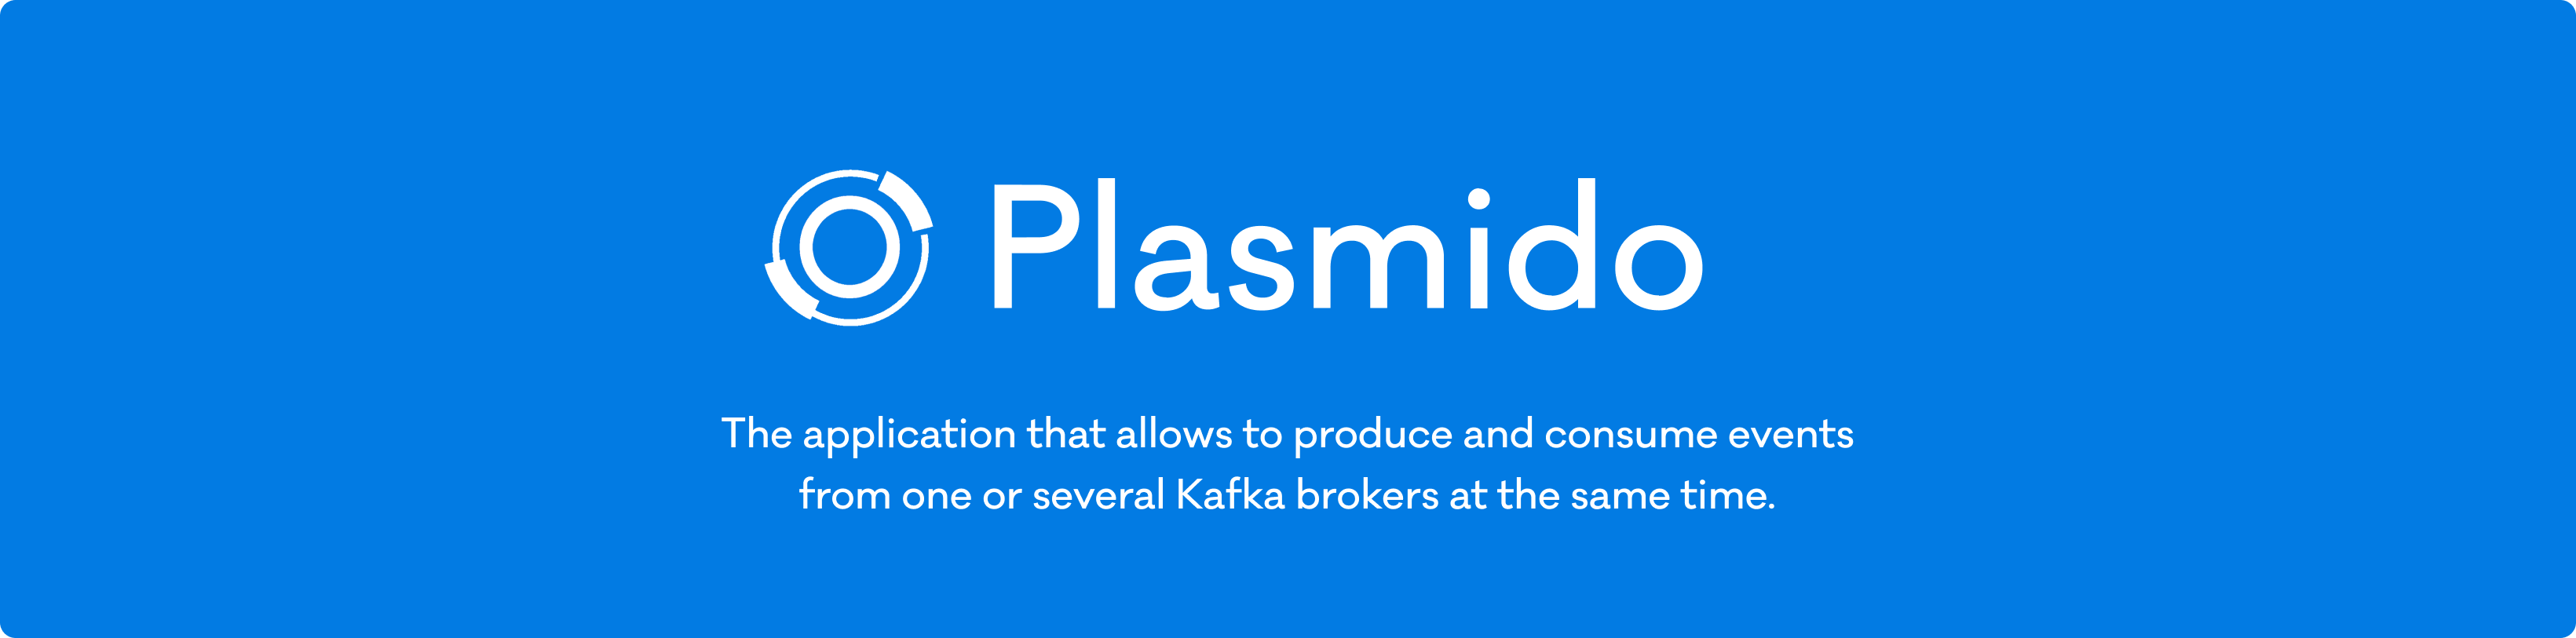 Plasmido
The application that allows to produce and consume events
from one or several Kafka brokers at the same time.